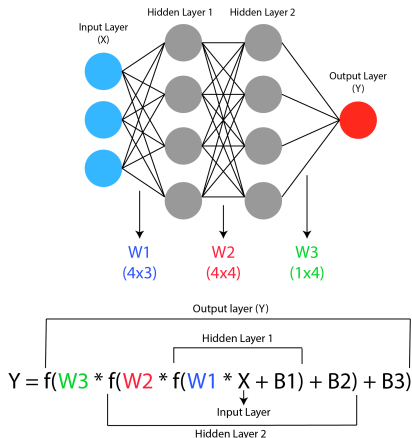 Hidden Layer 1 Hidden Layer 2
Input Layer
(X)
Output Layer
(Y)
W1 W2 W3
(4x3) (4x4) (1x4)
Output layer (Y)
Hidden Layer 1
Y = f(W3 * f(W2 * f(W1 * X + B1) + B2) + B3)
Input Layer
Hidden Layer 2